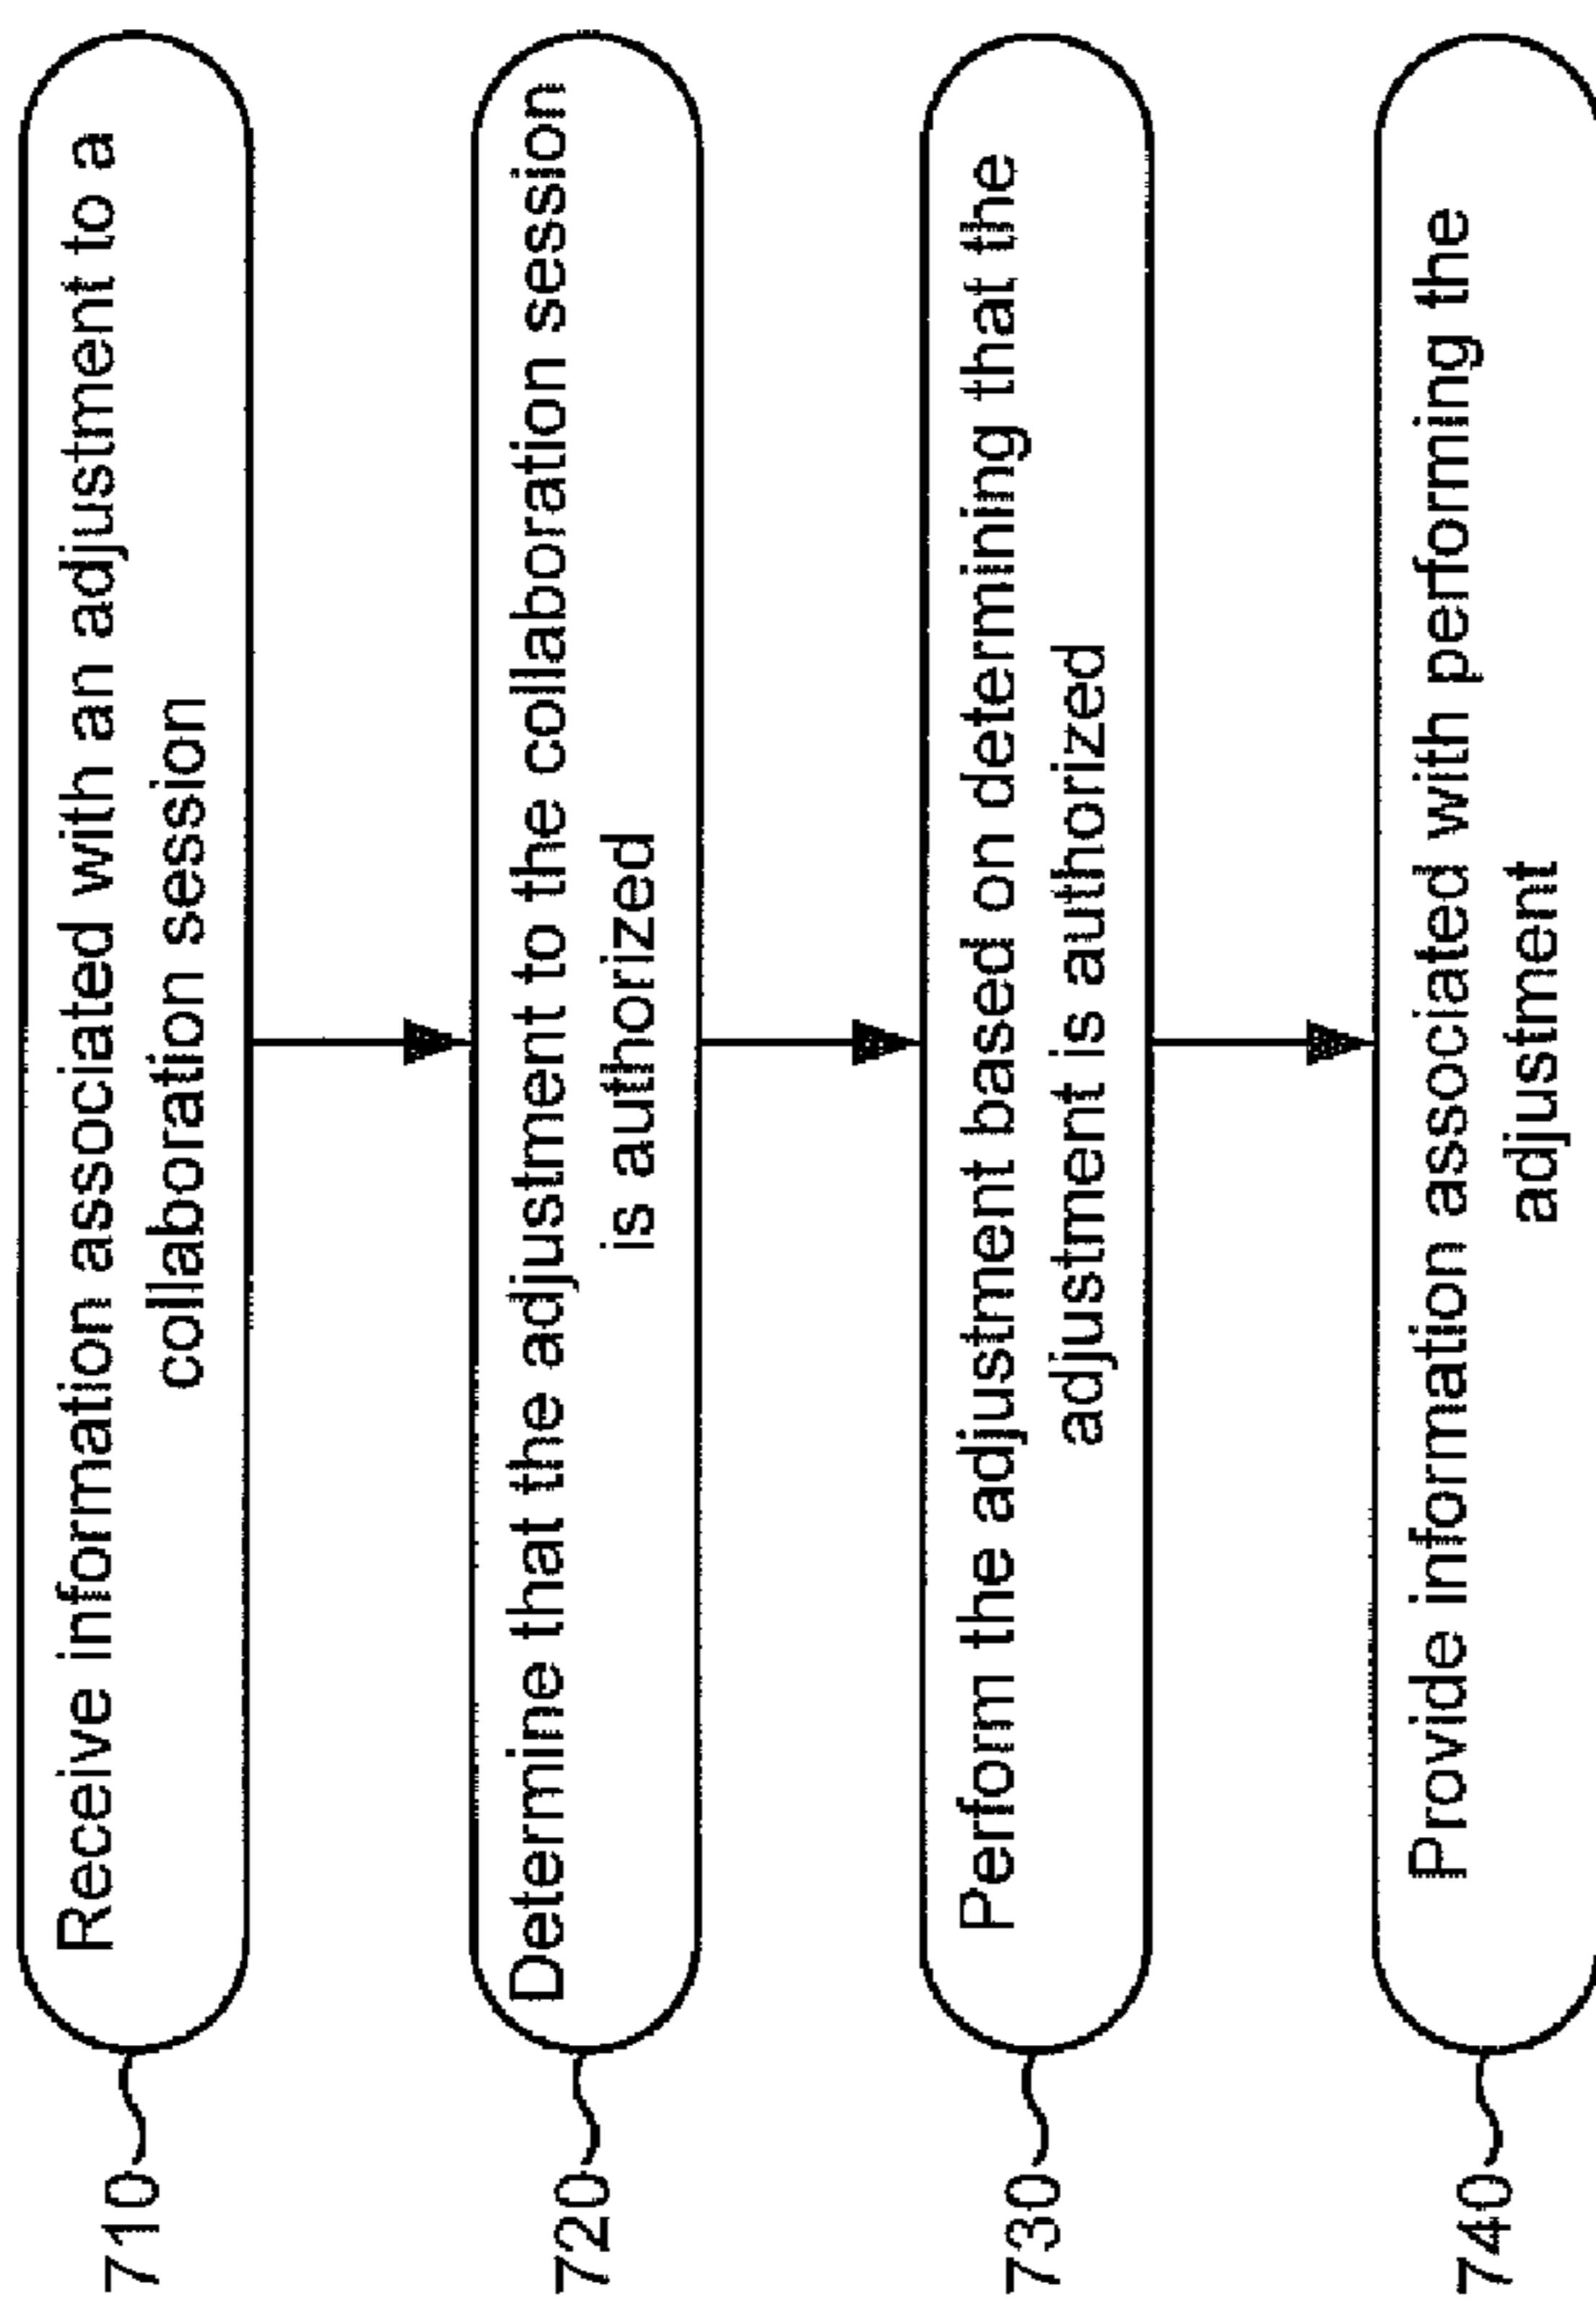 710
Receive information associated with an adjustment to a
collaboration session
720
Determine that the adjustment to the collaboration session
is authorized
730
Perform the adjustment based on determining that the
adjustment is authorized
740
Provide information associated with performing the
adjustment